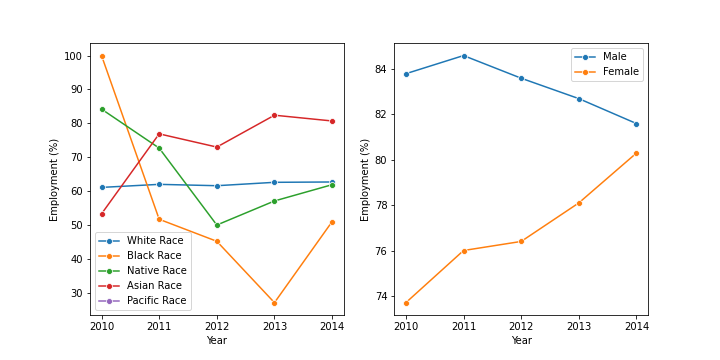 100
90
80
70
60
50
40
30
Employment (%)
White Race
Black Race
Native Race
Asian Race
Pacific Race
2010 2011 2012 2013 2014
Year
84
82
80
78
76
74
Employment (%)
Male
Female
2010 2011 2012 2013 2014
Year